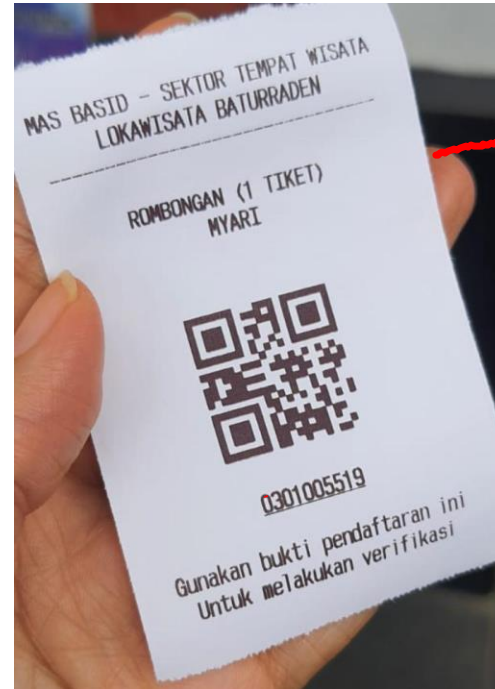 MAS BASID - SEKTOR TEMPAT WISATA
LOKAWISATA BATURRADEN
ROMBONGAN (1 TIKET)
MYARI
0301005519
Gunakan bukti pendaftaran ini
Untuk melakukan verifikasi